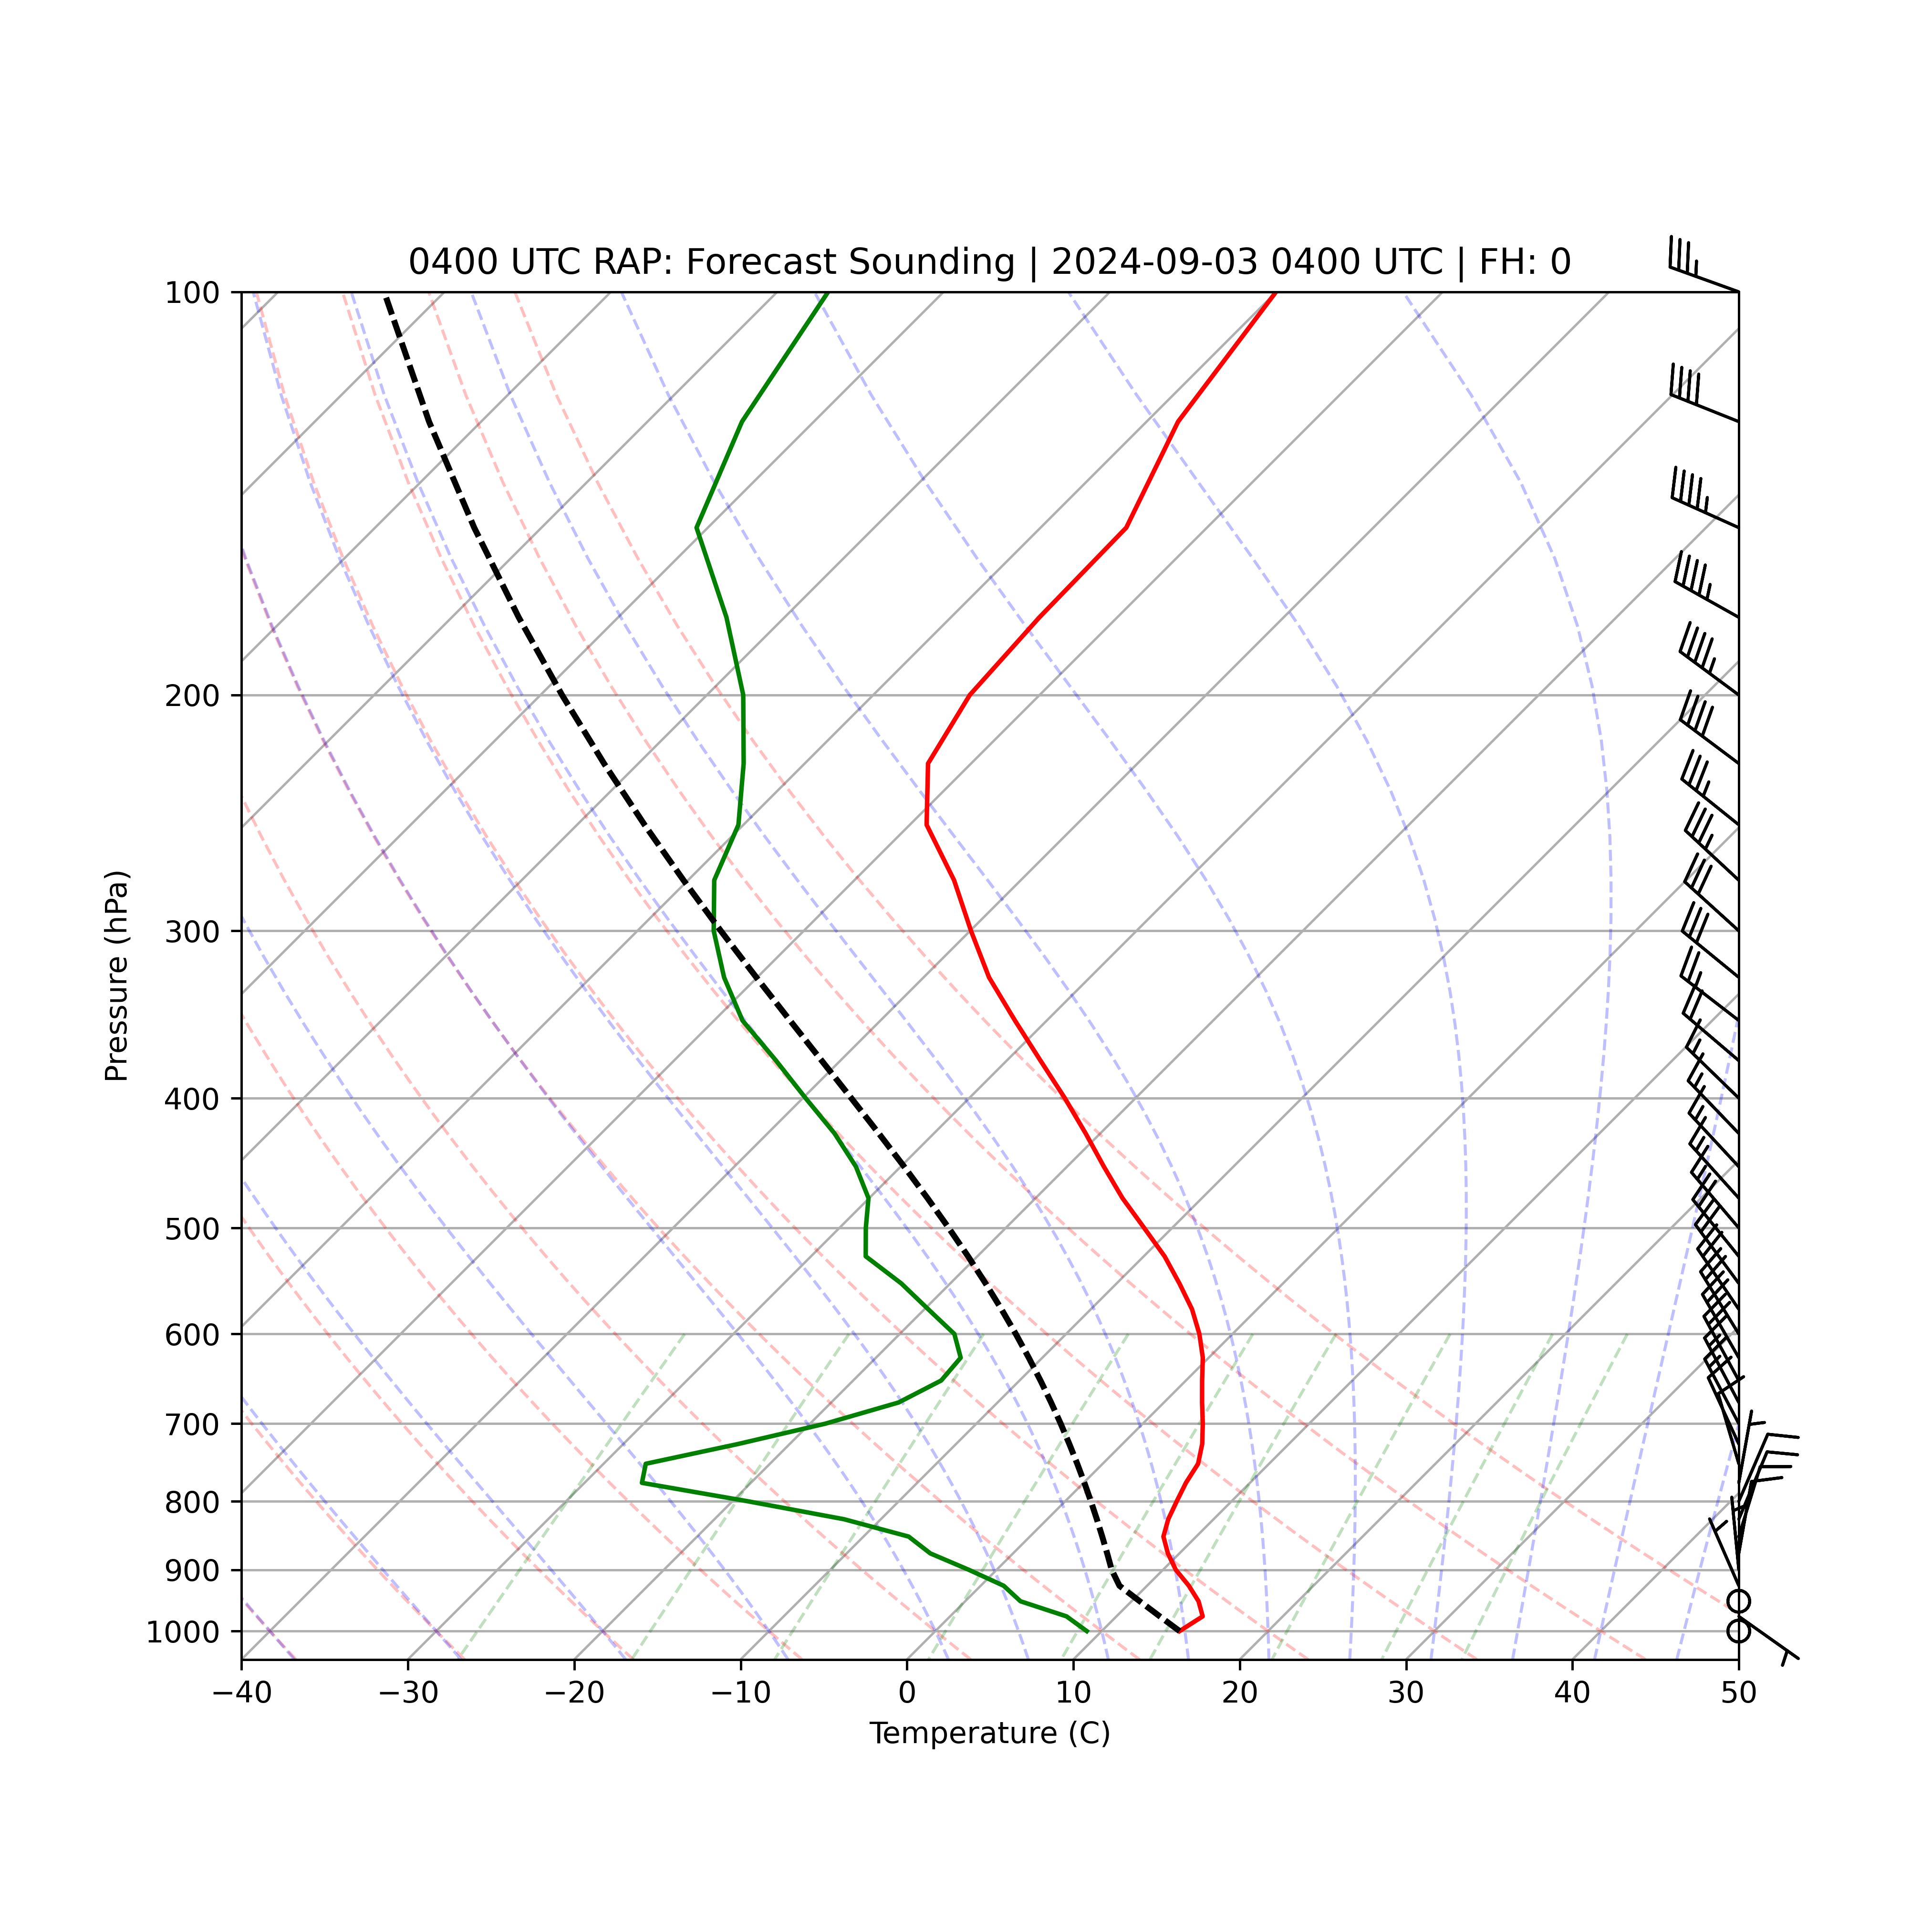 0400 UTC RAP: Forecast Sounding | 2024-09-03 0400 UTC | FH: 0
100
200
300
400
500
600
700
800
900
1000
Pressure (hPa)
−40 −30 −20 −10 0 10 20 30 40 50
Temperature (C)